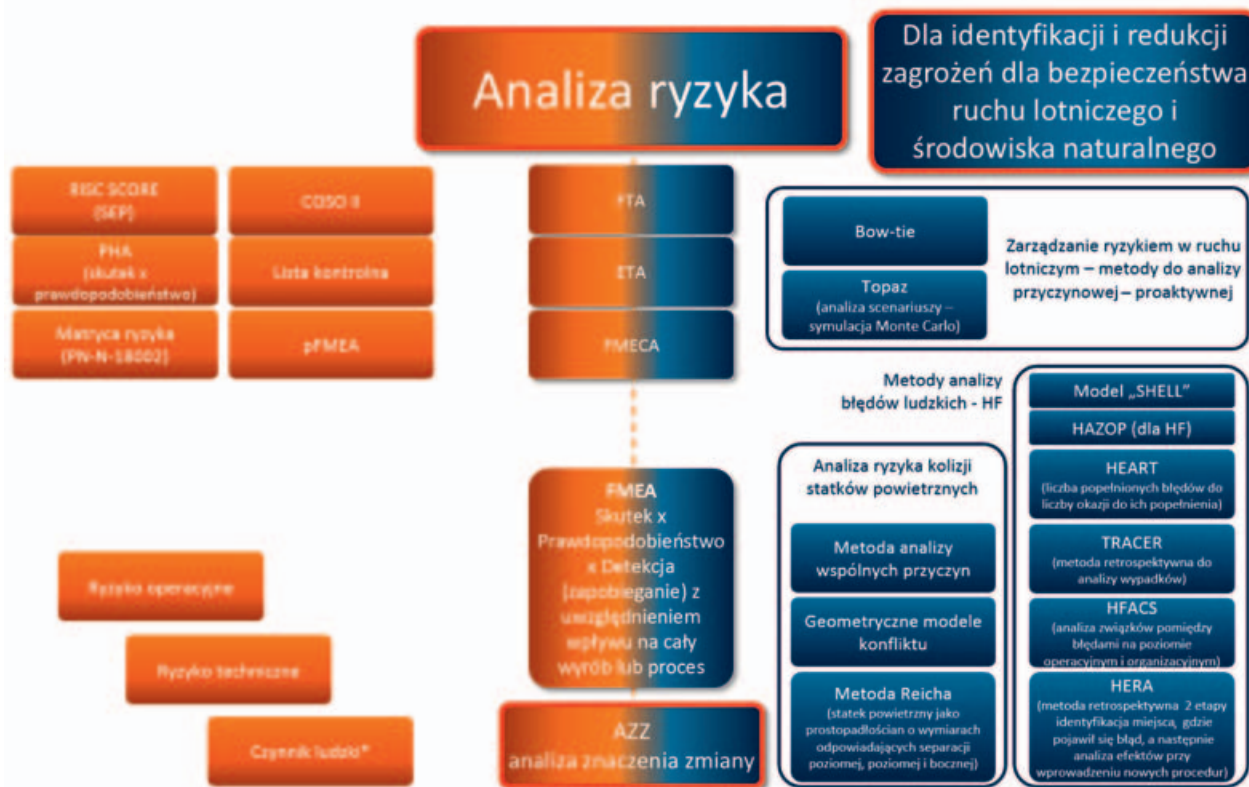 Analiza ryzyka
Dla identyfikacji i redukcji
zagrożeń dla bezpieczeństwa
ruchu lotniczego i
środowiska naturalnego
RISC SCORE
(SEP)
COSO II
PHA
(skutek x
prawdopodobieństwo)
Lista kontrolna
Matryca ryzyka
(PN-N-18002)
pFMEA
FTA
ETA
FMECA
Bow-tie
Topaz
(analiza scenariuszy –
symulacja Monte Carlo)
Zarządzanie ryzykiem w ruchu
lotniczym – metody do analizy
przyczynowej – proaktywnej
Metody analizy
błędów ludzkich - HF
Model „SHELL”
HAZOP (dla HF)
HEART
(liczba popełnionych błędów do
liczby okazji do ich popełnienia)
TRACER
(metoda retrospektywna do
analizy wypadków)
HFACS
(analiza związków pomiędzy
błędami na poziomie
operacyjnym i organizacyjnym)
HERA
(metoda retrospektywna 2 etapy
identyfikacja miejsca, gdzie
pojawił się błąd, a następnie
analiza efektów przy
wprowadzeniu nowych procedur)
Analiza ryzyka kolizji
statków powietrznych
Metoda analizy
wspólnych przyczyn
Geometryczne modele
konfliktu
Metoda Reicha
(statek powietrzny jako
prostopadłościan o wymiarach
odpowiadających separacji
poziomej, poziomej i bocznej)
FMEA
Skutek x
Prawdopodobieństwo
x Detekcja
(zapobieganie) z
uwzględnieniem
wpływu na cały
wyrób lub proces
AZZ
analiza znaczenia zmiany
Ryzyko operacyjne
Ryzyko techniczne
Czynnik ludzki*